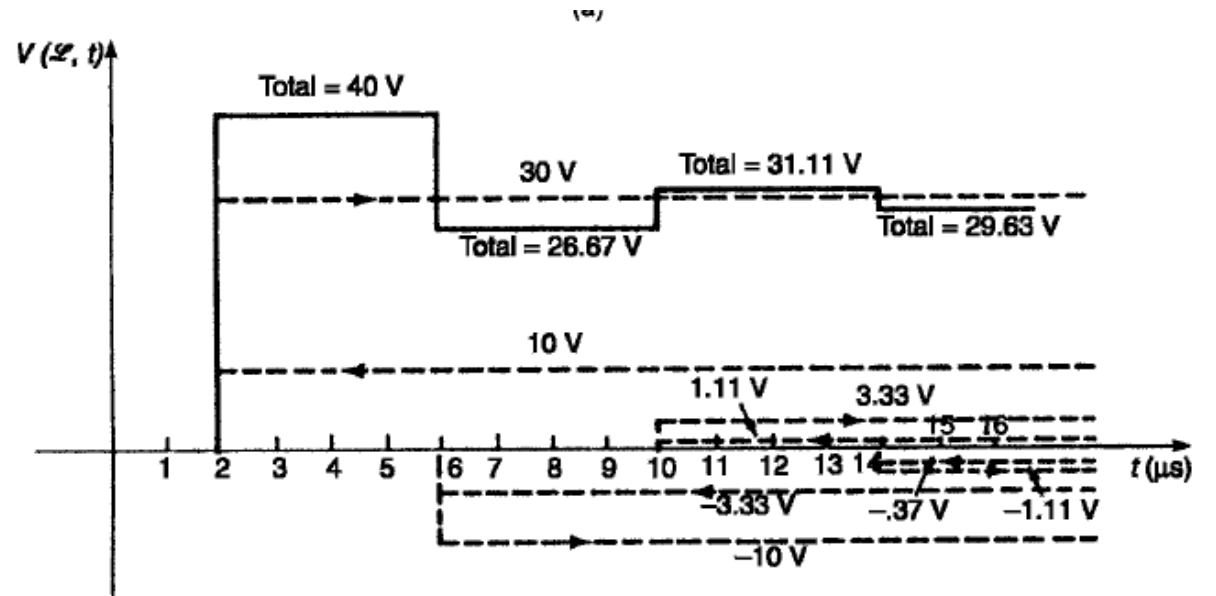 (a)
V (ℒ, t)
Total = 40 V
30 V
Total = 31.11 V
Total = 26.67 V
Total = 29.63 V
10 V
1.11 V
3.33 V
15 16
1 2 3 4 5 6 7 8 9 10 11 12 13 14
t (μs)
–3.33 V
–.37 V
–1.11 V
–10 V